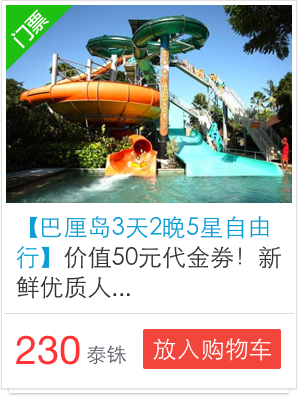 门票
【巴厘岛3天2晚5星自由
行】价值50元代金券！新
鲜优质人...
230 泰铢 放入购物车